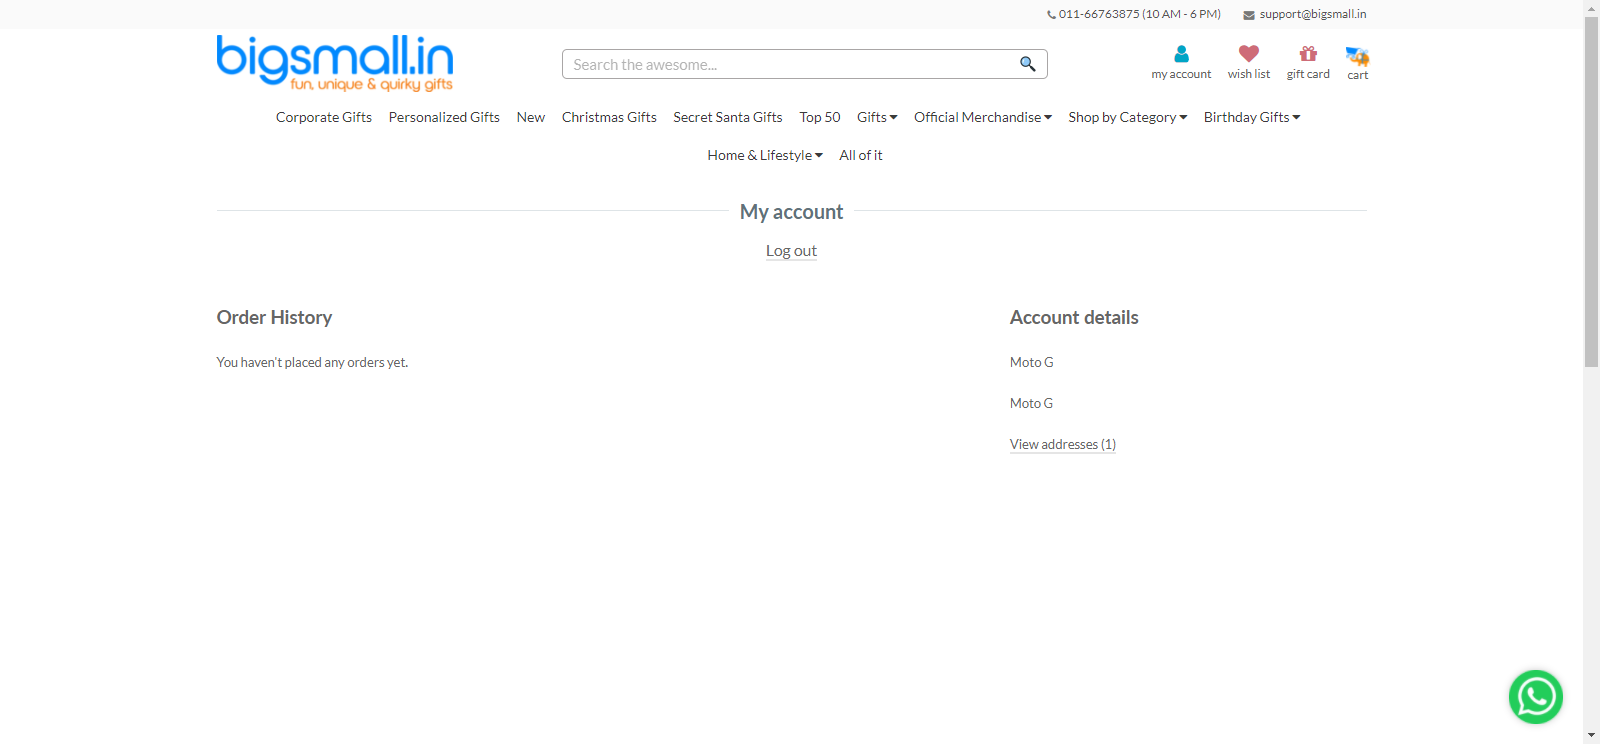 011-66763875 (10 AM - 6 PM) support@bigsmall.in
bigsmall.in
fun, unique & quirky gifts
Search the awesome...
my account wish list gift card cart
Corporate Gifts Personalized Gifts New Christmas Gifts Secret Santa Gifts Top 50 Gifts Official Merchandise Shop by Category Birthday Gifts
Home & Lifestyle All of it
My account
Log out
Order History
You haven't placed any orders yet.
Account details
Moto G
Moto G
View addresses (1)